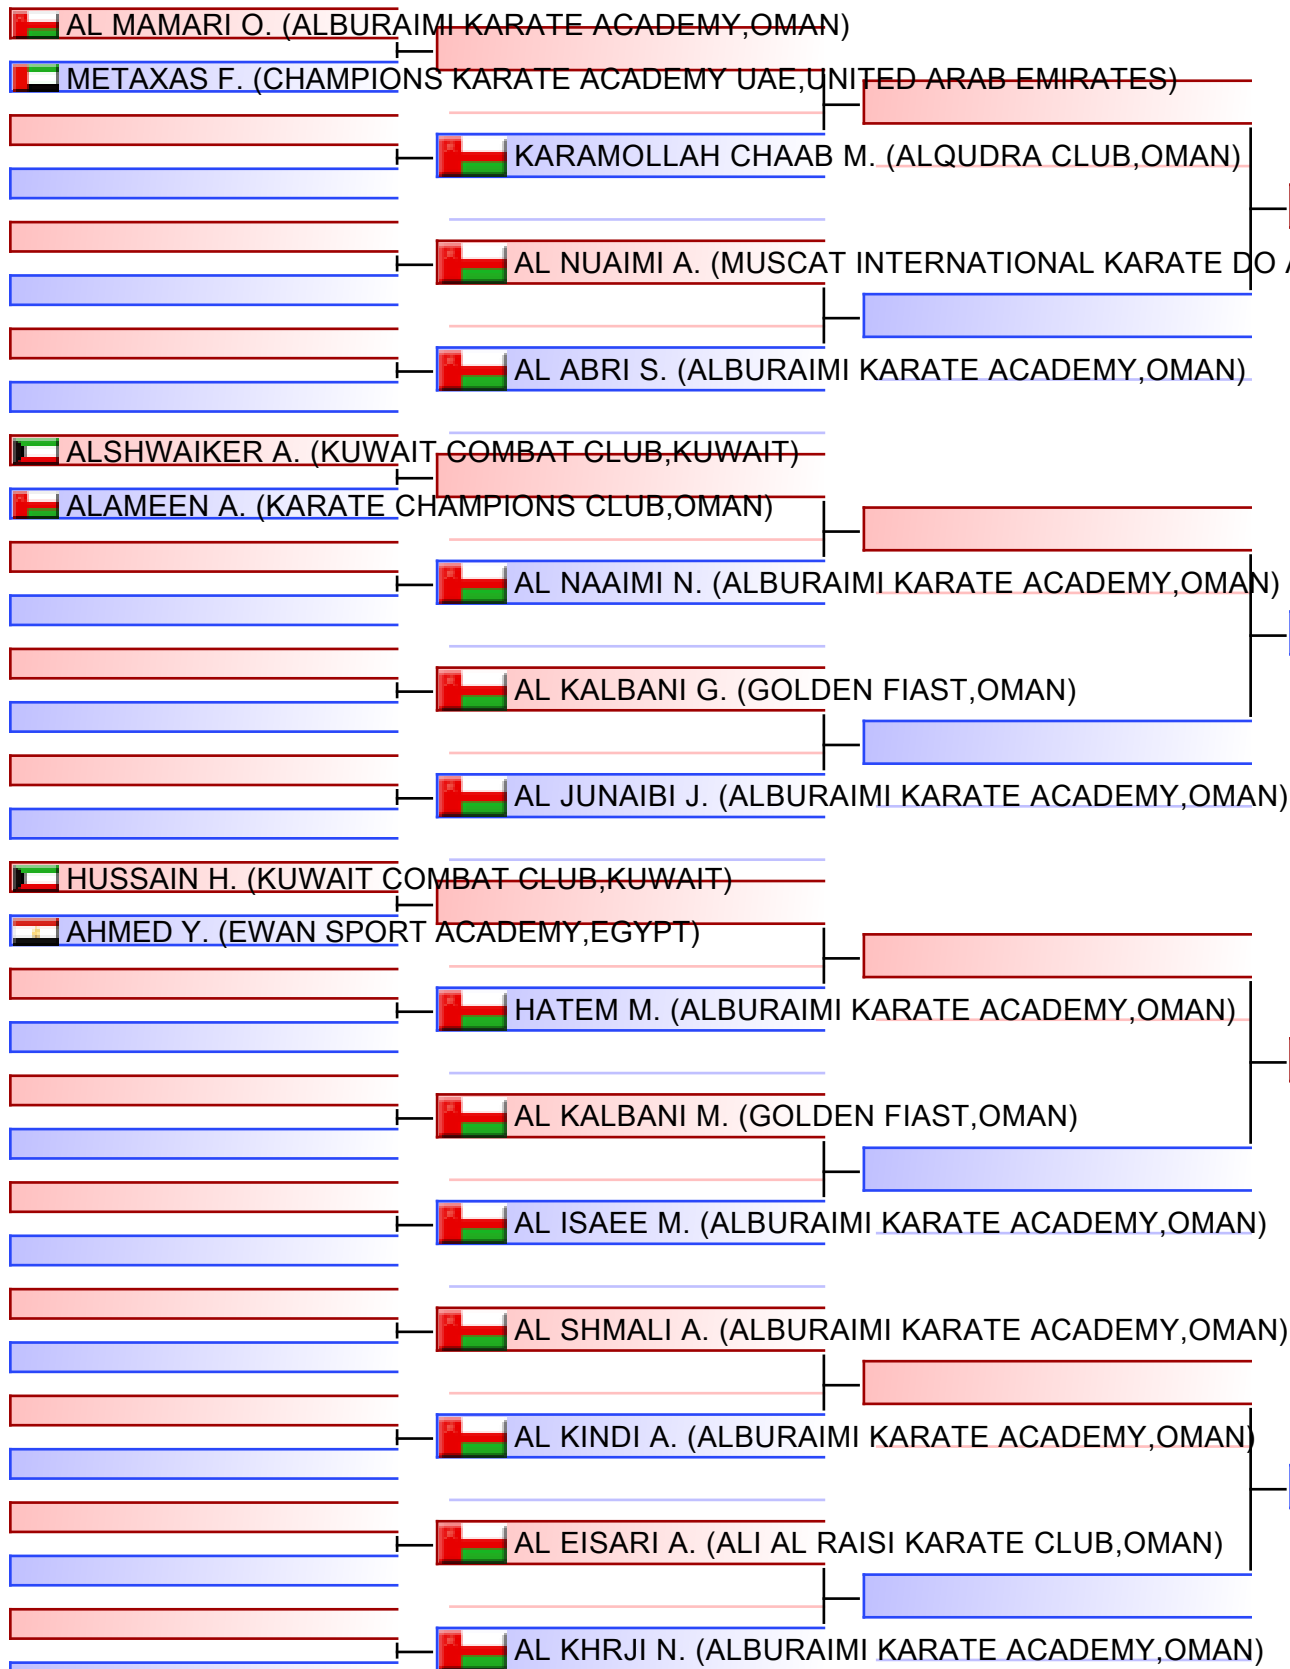 AL MAMARI O. (ALBURAIMI KARATE ACADEMY,OMAN)
METAXAS F. (CHAMPIONS KARATE ACADEMY UAE,UNITED ARAB EMIRATES)
KARAMOLLAH CHAAB M. (ALQUDRA CLUB,OMAN)
AL NUAIMI A. (MUSCAT INTERNATIONAL KARATE DO A
AL ABRI S. (ALBURAIMI KARATE ACADEMY,OMAN)
ALSHWAIKER A. (KUWAIT COMBAT CLUB,KUWAIT)
ALAMEEN A. (KARATE CHAMPIONS CLUB,OMAN)
AL NAAIMI N. (ALBURAIMI KARATE ACADEMY,OMAN)
AL KALBANI G. (GOLDEN FIAST,OMAN)
AL JUNAIBI J. (ALBURAIMI KARATE ACADEMY,OMAN)
HUSSAIN H. (KUWAIT COMBAT CLUB,KUWAIT)
AHMED Y. (EWAN SPORT ACADEMY,EGYPT)
HATEM M. (ALBURAIMI KARATE ACADEMY,OMAN)
AL KALBANI M. (GOLDEN FIAST,OMAN)
AL ISAEE M. (ALBURAIMI KARATE ACADEMY,OMAN)
AL SHMALI A. (ALBURAIMI KARATE ACADEMY,OMAN)
AL KINDI A. (ALBURAIMI KARATE ACADEMY,OMAN)
AL EISARI A. (ALI AL RAISI KARATE CLUB,OMAN)
AL KHRJI N. (ALBURAIMI KARATE ACADEMY,OMAN)